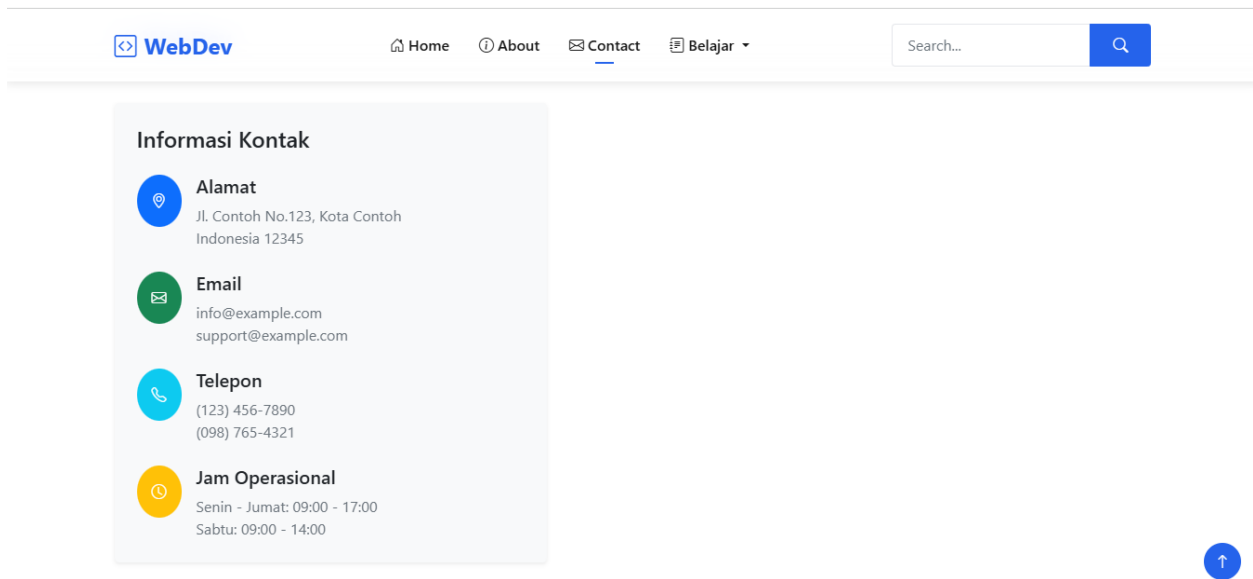 WebDev
Home About Contact Belajar
Search...
Informasi Kontak
Alamat
Jl. Contoh No.123, Kota Contoh
Indonesia 12345
Email
info@example.com
support@example.com
Telepon
(123) 456-7890
(098) 765-4321
Jam Operasional
Senin - Jumat: 09:00 - 17:00
Sabtu: 09:00 - 14:00